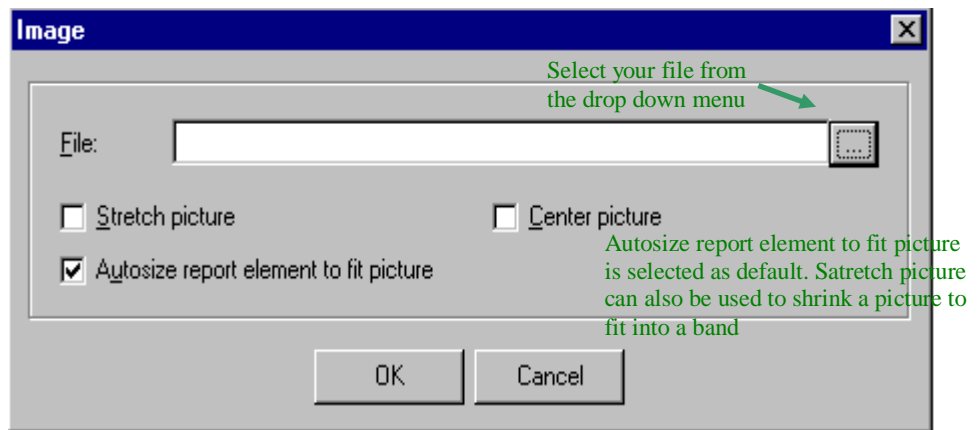 Image
Select your file from
the drop down menu
File:
...
Stretch picture
Center picture
Autosize report element to fit picture
Autosize report element to fit picture
is selected as default. Satretch picture
can also be used to shrink a picture to
fit into a band
OK
Cancel